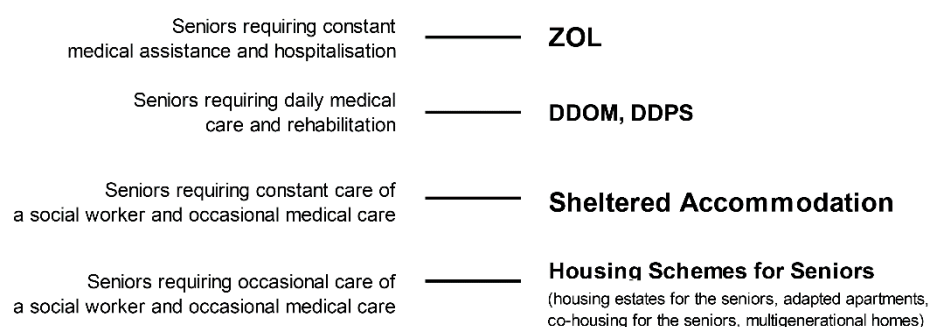 Seniors requiring constant
medical assistance and hospitalisation
ZOL
Seniors requiring daily medical
care and rehabilitation
DDOM, DDPS
Seniors requiring constant care of
a social worker and occasional medical care
Sheltered Accommodation
Seniors requiring occasional care of
a social worker and occasional medical care
Housing Schemes for Seniors
(housing estates for the seniors, adapted apartments,
co-housing for the seniors, multigenerational homes)